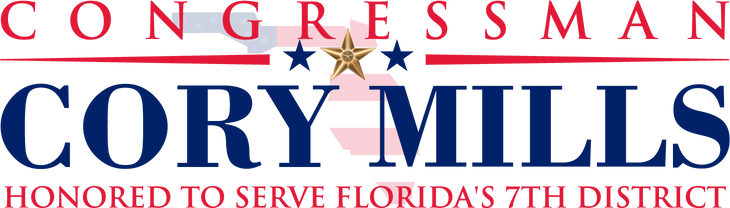 CONGRESSMAN
CORY MILLS
HONORED TO SERVE FLORIDA'S 7TH DISTRICT